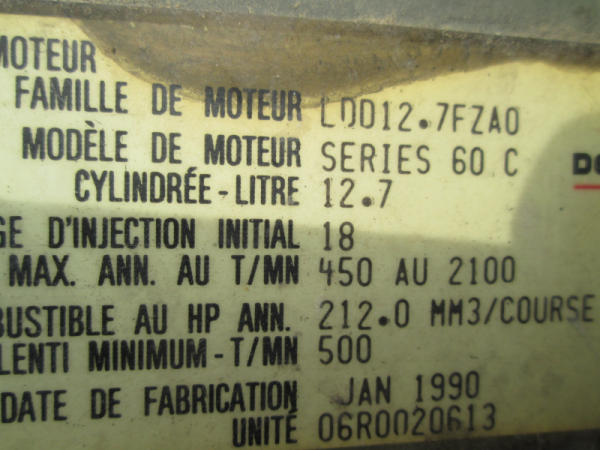 MOTEUR
FAMILLE DE MOTEUR LDD12.7FZA0
MODÈLE DE MOTEUR SERIES 60 C
CYLINDRÉE-LITRE 12.7
D'INJECTION INITIAL 18
MAX. ANN. AU T/MN 450 AU 2100
AU HP ANN. 212.0 MM3/COURSE
MINIMUM-T/MN 500
DATE DE FABRICATION JAN 1990
UNITÉ 06R0020613